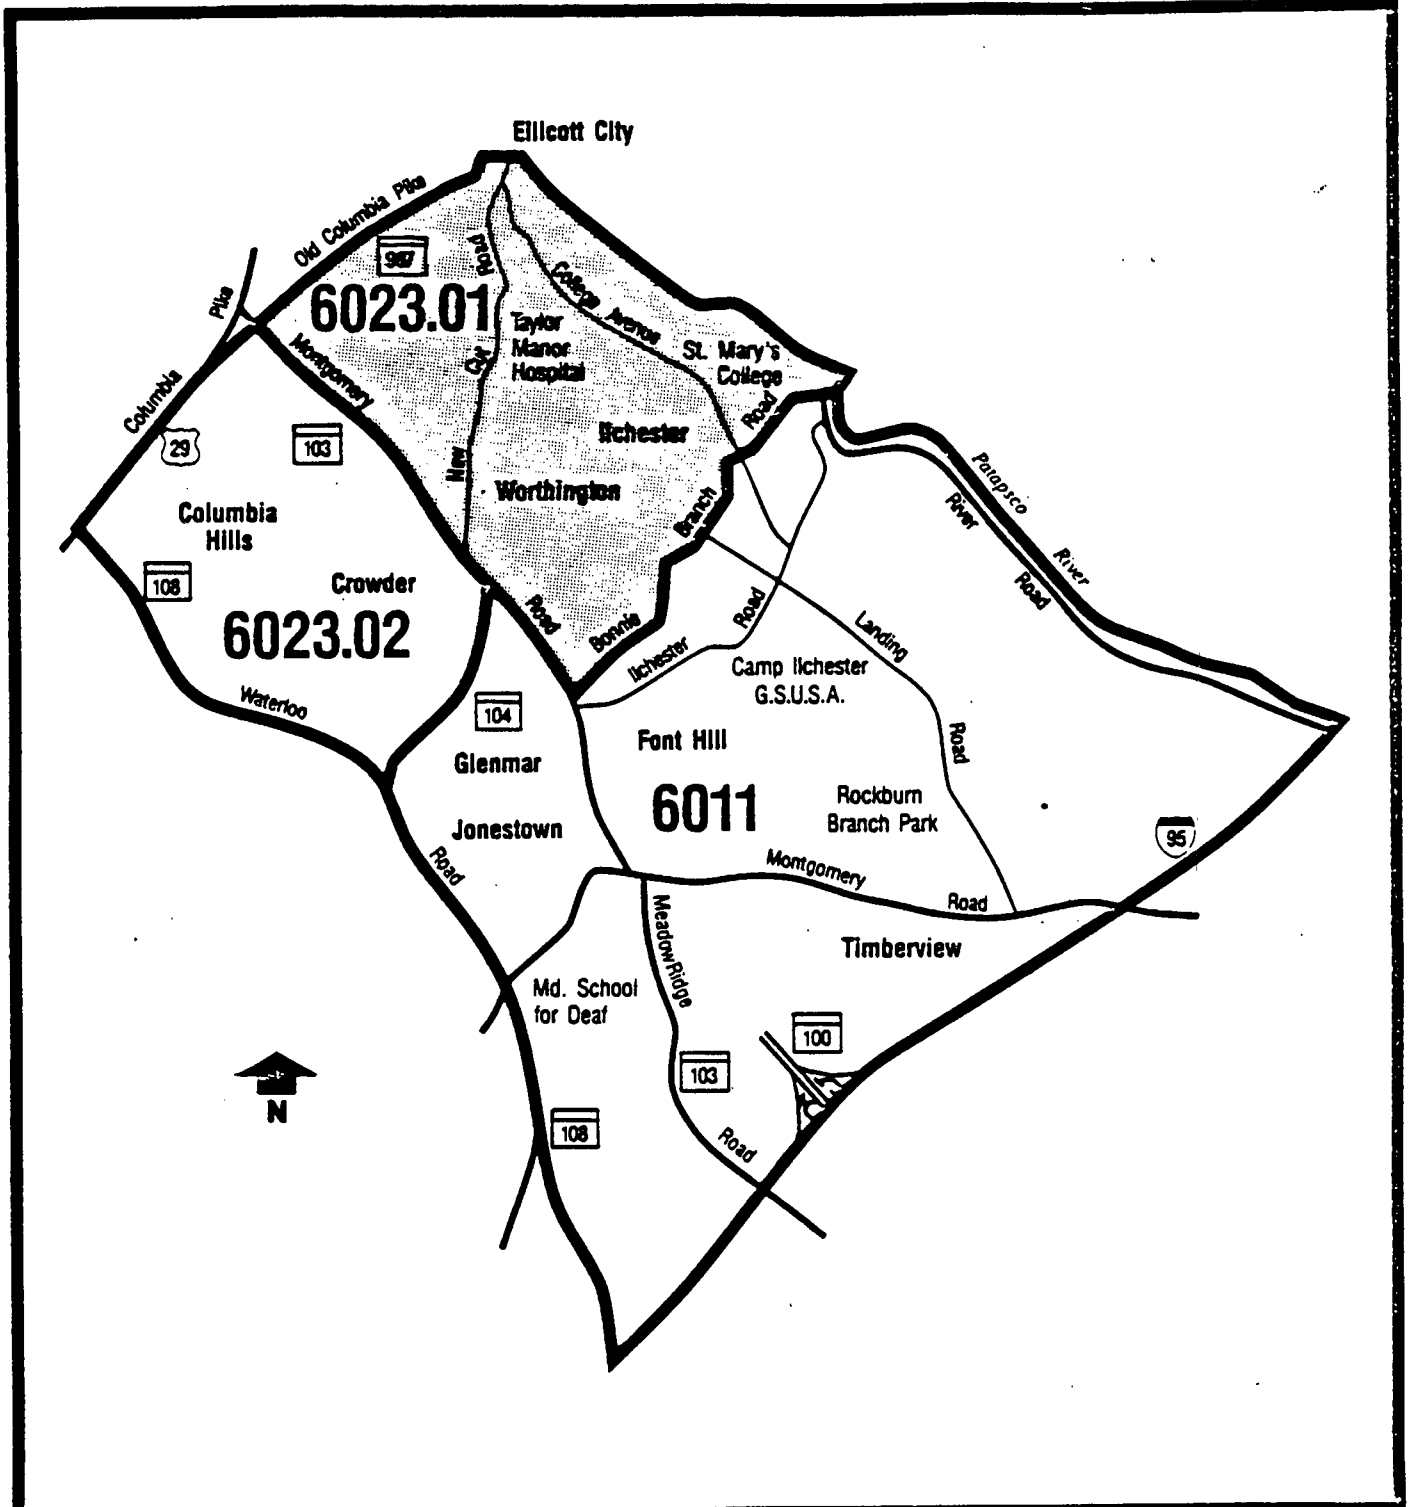 Ellicott City
Old Columbia Pike
987
6023.01
Road
College Avenue
Pike
Taylor
Manor
Hospital
St. Mary's
College
Montgomery
Cut
Columbia
Road
29
103
Ilchester
New
Worthington
Patapsco
River
Columbia
Hills
Branch
River
Road
108
Crowder
6023.02
Road
Bonnie
Road
Landing
Ilchester
Camp Ilchester
G.S.U.S.A.
Waterloo
104
Font Hill
Road
Glenmar
6011
Rockburn
Branch Park
Jonestown
95
Road
Montgomery
Road
Meadow Ridge
Timberview
Md. School
for Deaf
100
103
N
108
Road